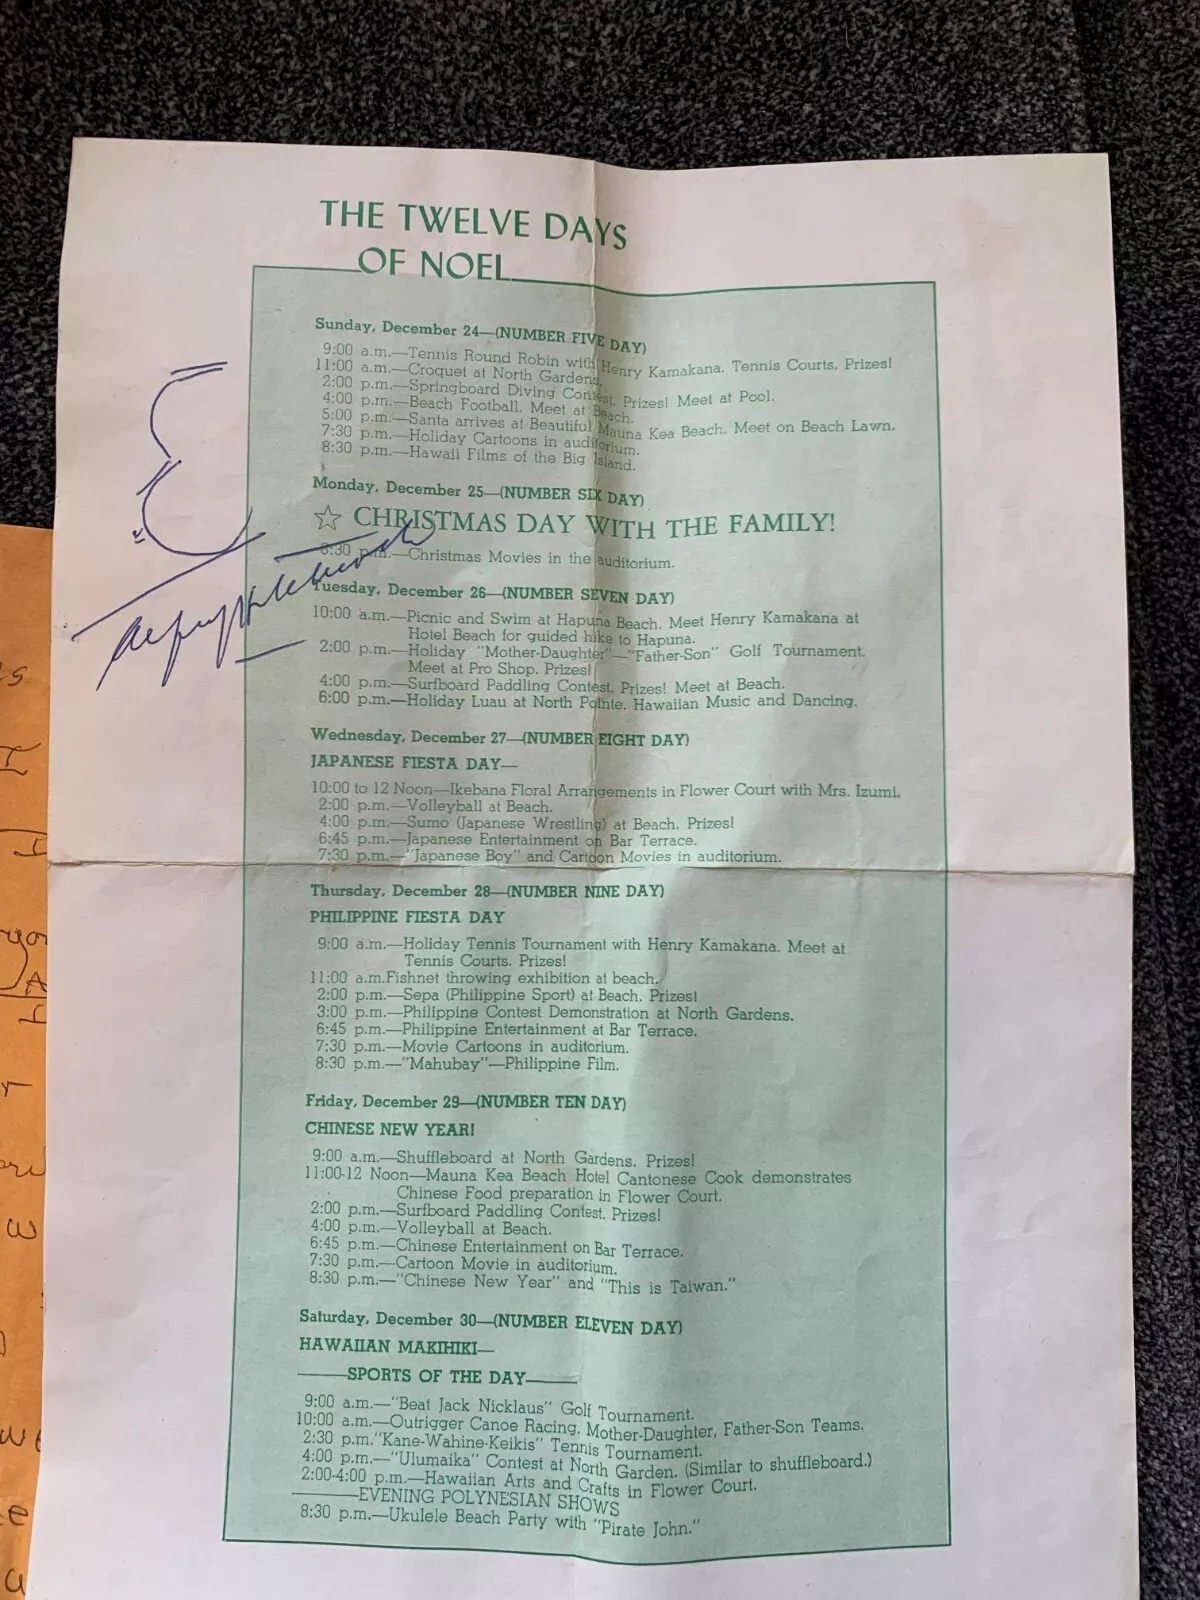 THE TWELVE DAYS
OF NOEL
Sunday, December 24—(NUMBER FIVE DAY)
9:00 a.m.—Tennis Round Robin with Henry Kamakana. Tennis Courts. Prizes!
11:00 a.m.—Croquet at North Gardens.
2:00 p.m.—Springboard Diving Contest. Prizes! Meet at Pool.
4:00 p.m.—Beach Football. Meet at Beach.
5:00 p.m.—Santa arrives at Beautiful Mauna Kea Beach. Meet on Beach Lawn.
7:30 p.m.—Holiday Cartoons in auditorium.
8:30 p.m.—Hawaii Films of the Big Island.
Monday, December 25—(NUMBER SIX DAY)
☆ CHRISTMAS DAY WITH THE FAMILY!
8:30 p.m.—Christmas Movies in the auditorium.
Tuesday, December 26—(NUMBER SEVEN DAY)
10:00 a.m.—Picnic and Swim at Hapuna Beach. Meet Henry Kamakana at
Hotel Beach for guided hike to Hapuna.
2:00 p.m.—Holiday "Mother-Daughter"—"Father-Son" Golf Tournament.
Meet at Pro Shop. Prizes!
4:00 p.m.—Surfboard Paddling Contest. Prizes! Meet at Beach.
6:00 p.m.—Holiday Luau at North Pointe. Hawaiian Music and Dancing.
Wednesday, December 27—(NUMBER EIGHT DAY)
JAPANESE FIESTA DAY—
10:00 to 12 Noon—Ikebana Floral Arrangements in Flower Court with Mrs. Izumi.
2:00 p.m.—Volleyball at Beach.
4:00 p.m.—Sumo (Japanese Wrestling) at Beach. Prizes!
6:45 p.m.—Japanese Entertainment on Bar Terrace.
7:30 p.m.—"Japanese Boy" and Cartoon Movies in auditorium.
Thursday, December 28—(NUMBER NINE DAY)
PHILIPPINE FIESTA DAY
9:00 a.m.—Holiday Tennis Tournament with Henry Kamakana. Meet at
Tennis Courts. Prizes!
11:00 a.m.Fishnet throwing exhibition at beach.
2:00 p.m.—Sepa (Philippine Sport) at Beach. Prizes!
3:00 p.m.—Philippine Contest Demonstration at North Gardens.
6:45 p.m.—Philippine Entertainment at Bar Terrace.
7:30 p.m.—Movie Cartoons in auditorium.
8:30 p.m.—"Mahubay"—Philippine Film.
Friday, December 29—(NUMBER TEN DAY)
CHINESE NEW YEAR!
9:00 a.m.—Shuffleboard at North Gardens. Prizes!
11:00-12 Noon—Mauna Kea Beach Hotel Cantonese Cook demonstrates
Chinese Food preparation in Flower Court.
2:00 p.m.—Surfboard Paddling Contest. Prizes!
4:00 p.m.—Volleyball at Beach.
6:45 p.m.—Chinese Entertainment on Bar Terrace.
7:30 p.m.—Cartoon Movie in auditorium.
8:30 p.m.—"Chinese New Year" and "This is Taiwan."
Saturday, December 30—(NUMBER ELEVEN DAY)
HAWAIIAN MAKIHIKI—
———SPORTS OF THE DAY———
9:00 a.m.—"Beat Jack Nicklaus" Golf Tournament.
10:00 a.m.—Outrigger Canoe Racing, Mother-Daughter, Father-Son Teams.
2:30 p.m."Kane-Wahine-Keikis" Tennis Tournament.
4:00 p.m.—"Ulumaika" Contest at North Garden. (Similar to shuffleboard.)
2:00-4:00 p.m.—Hawaiian Arts and Crafts in Flower Court.
———EVENING POLYNESIAN SHOWS
8:30 p.m.—Ukulele Beach Party with "Pirate John."